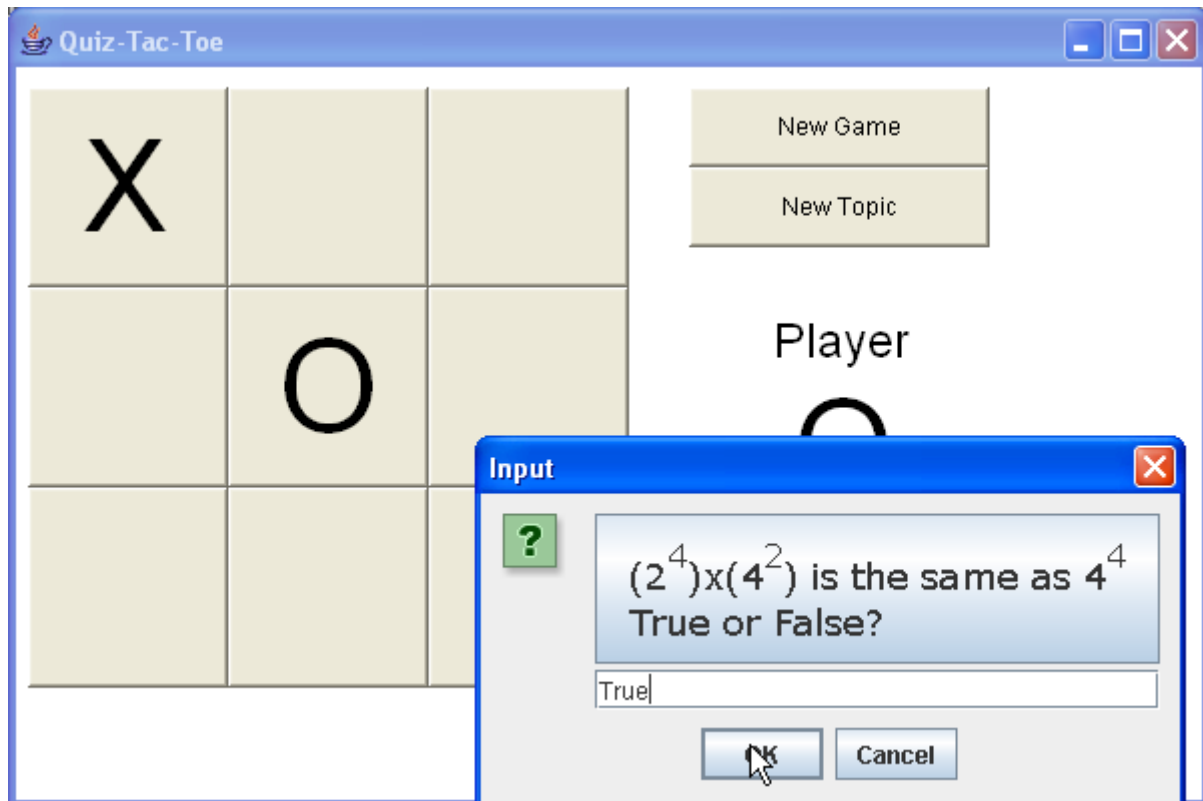 Quiz-Tac-Toe
X
New Game
New Topic
O
Player
Input
?
(2⁴)x(4²) is the same as 4⁴
True or False?
True
OK
Cancel